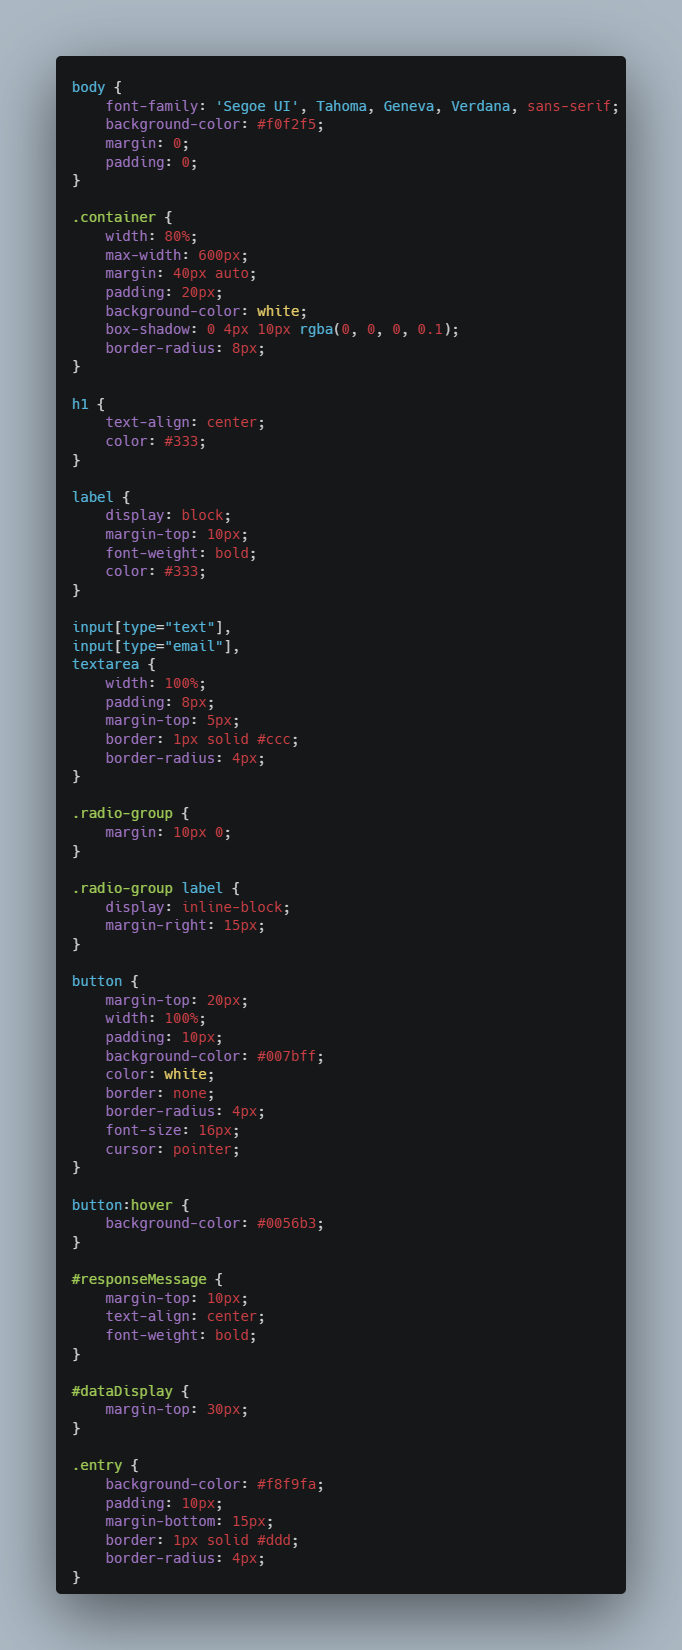 body {
    font-family: 'Segoe UI', Tahoma, Geneva, Verdana, sans-serif;
    background-color: #f0f2f5;
    margin: 0;
    padding: 0;
}

.container {
    width: 80%;
    max-width: 600px;
    margin: 40px auto;
    padding: 20px;
    background-color: white;
    box-shadow: 0 4px 10px rgba(0, 0, 0, 0.1);
    border-radius: 8px;
}

h1 {
    text-align: center;
    color: #333;
}

label {
    display: block;
    margin-top: 10px;
    font-weight: bold;
    color: #333;
}

input[type="text"],
input[type="email"],
textarea {
    width: 100%;
    padding: 8px;
    margin-top: 5px;
    border: 1px solid #ccc;
    border-radius: 4px;
}

.radio-group {
    margin: 10px 0;
}

.radio-group label {
    display: inline-block;
    margin-right: 15px;
}

button {
    margin-top: 20px;
    width: 100%;
    padding: 10px;
    background-color: #007bff;
    color: white;
    border: none;
    border-radius: 4px;
    font-size: 16px;
    cursor: pointer;
}

button:hover {
    background-color: #0056b3;
}

#responseMessage {
    margin-top: 10px;
    text-align: center;
    font-weight: bold;
}

#dataDisplay {
    margin-top: 30px;
}

.entry {
    background-color: #f8f9fa;
    padding: 10px;
    margin-bottom: 15px;
    border: 1px solid #ddd;
    border-radius: 4px;
}